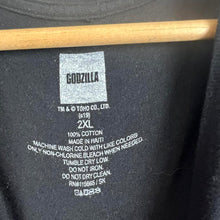 GODZILLA
TM & © TOHO CO., LTD.
(s19)
2XL
100% COTTON
MADE IN HAITI
MACHINE WASH COLD WITH LIKE COLORS
ONLY NON-CHLORINE BLEACH WHEN NEEDED
TUMBLE DRY LOW
DO NOT IRON.
DO NOT DRY CLEAN